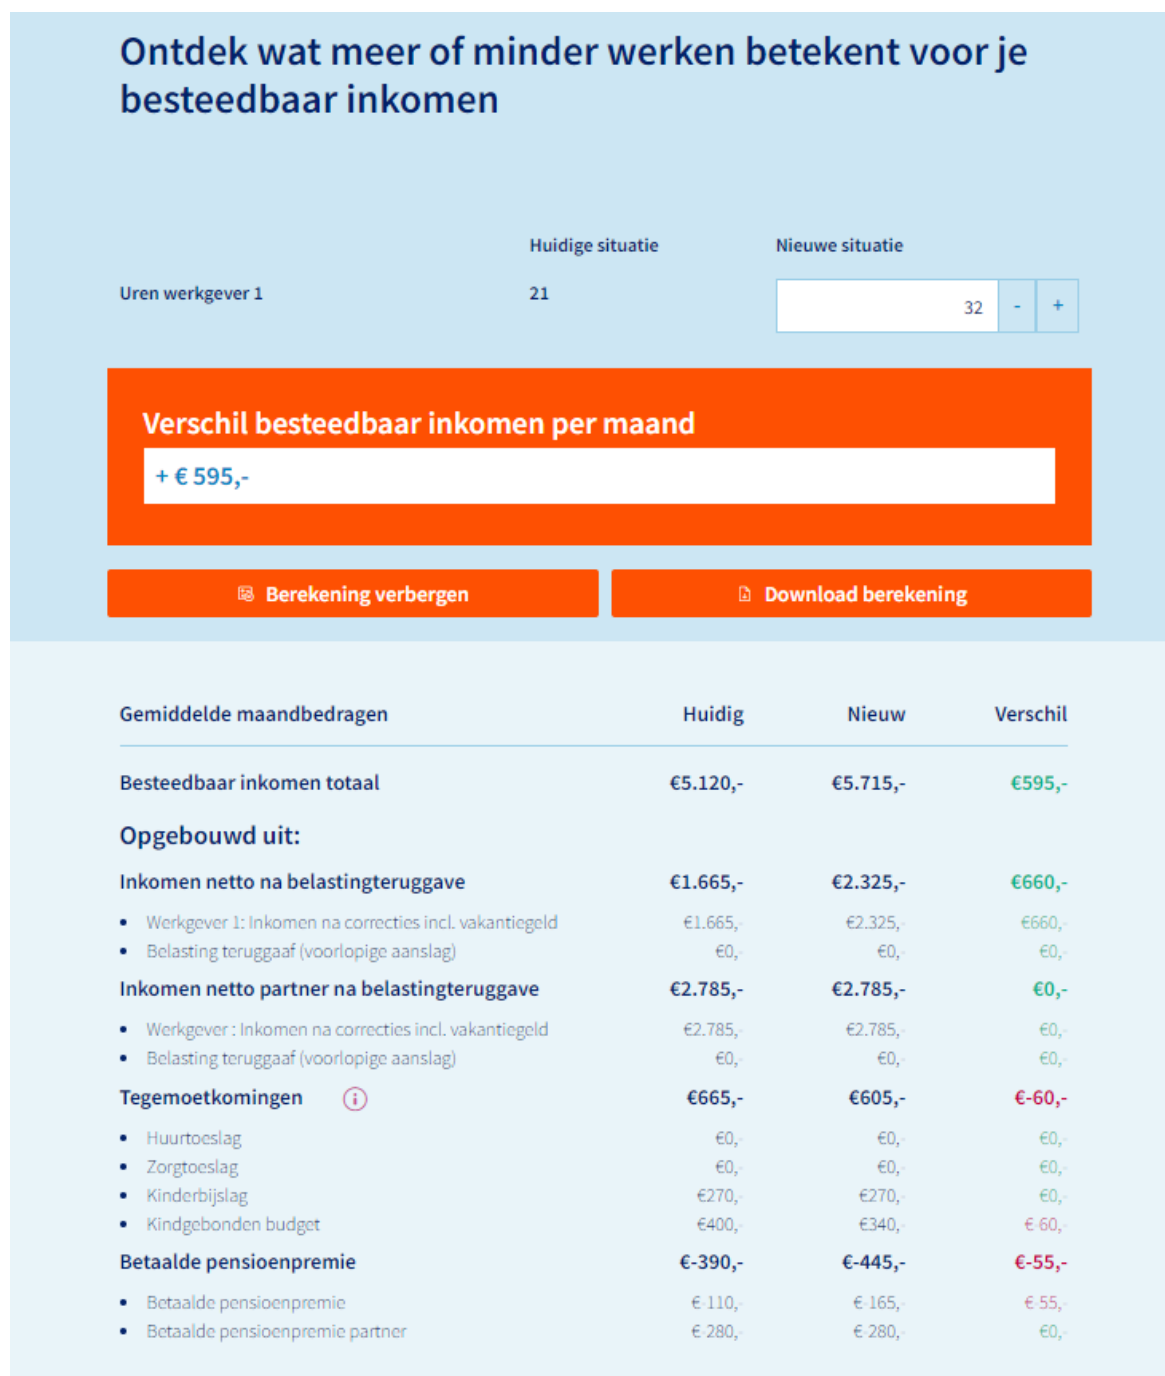 Ontdek wat meer of minder werken betekent voor je
besteedbaar inkomen
Huidige situatie Nieuwe situatie
Uren werkgever 1 21 32 - +
Verschil besteedbaar inkomen per maand
+ € 595,-
Berekening verbergen Download berekening
Gemiddelde maandbedragen Huidig Nieuw Verschil
Besteedbaar inkomen totaal €5.120,- €5.715,- €595,-
Opgebouwd uit:
Inkomen netto na belastingteruggave €1.665,- €2.325,- €660,-
• Werkgever 1: Inkomen na correcties incl. vakantiegeld €1.665,- €2.325,- €660,-
• Belasting teruggaaf (voorlopige aanslag) €0,- €0,- €0,-
Inkomen netto partner na belastingteruggave €2.785,- €2.785,- €0,-
• Werkgever : Inkomen na correcties incl. vakantiegeld €2.785,- €2.785,- €0,-
• Belasting teruggaaf (voorlopige aanslag) €0,- €0,- €0,-
Tegemoetkomingen i €665,- €605,- €-60,-
• Huurtoeslag €0,- €0,- €0,-
• Zorgtoeslag €0,- €0,- €0,-
• Kinderbijslag €270,- €270,- €0,-
• Kindgebonden budget €400,- €340,- €-60,-
Betaalde pensioenpremie €-390,- €-445,- €-55,-
• Betaalde pensioenpremie €-110,- €-165,- €-55,-
• Betaalde pensioenpremie partner €-280,- €-280,- €0,-